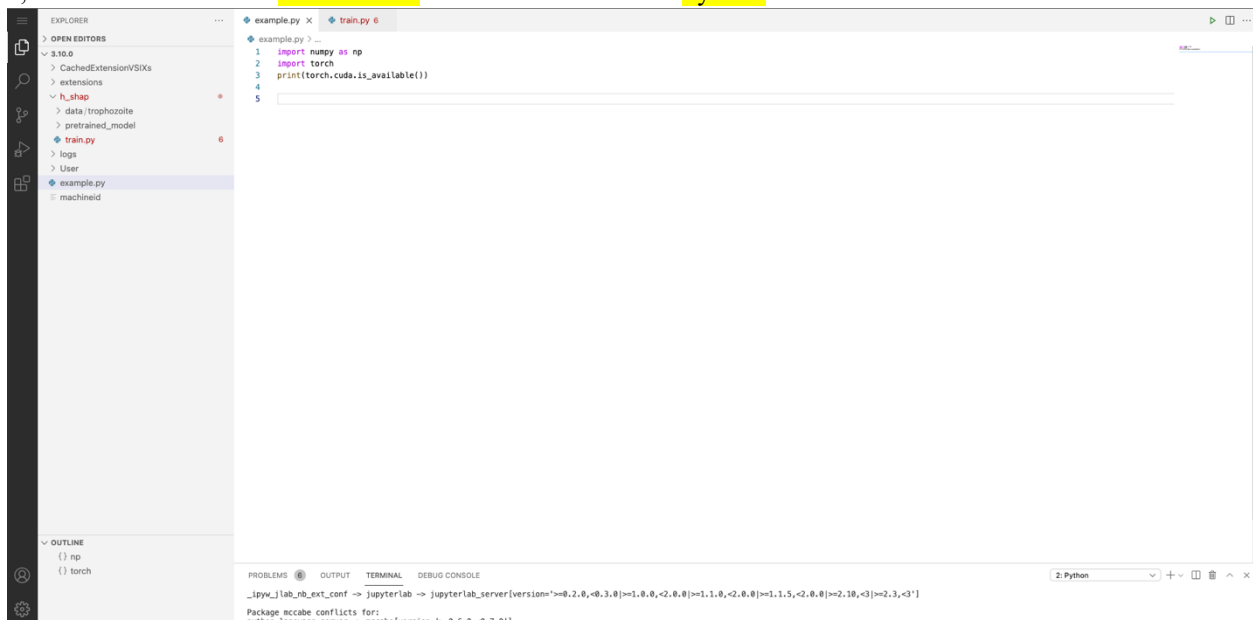 EXPLORER
OPEN EDITORS
3.10.0
CachedExtensionVSIXs
extensions
h_shap
data/trophozoite
pretrained_model
train.py 6
logs
User
example.py
machineid
OUTLINE
{} np
{} torch
example.py × train.py 6
example.py > ...
1 import numpy as np
2 import torch
3 print(torch.cuda.is_available())
4
5
PROBLEMS 6 OUTPUT TERMINAL DEBUG CONSOLE 2: Python
_ipyw_jlab_nb_ext_conf -> jupyterlab -> jupyterlab_server[version='>=0.2.0,<0.3.0|>=1.0.0,<2.0.0|>=1.1.0,<2.0.0|>=1.1.5,<2.0.0|>=2.10,<3|>=2.3,<3']
Package mccabe conflicts for: